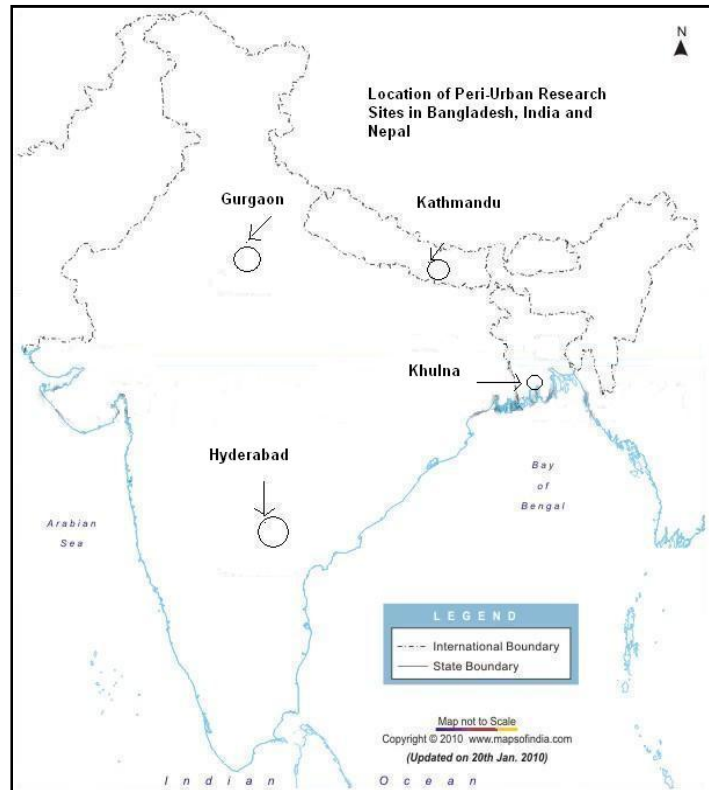 N
Location of Peri-Urban Research
Sites in Bangladesh, India and
Nepal
Gurgaon
Kathmandu
Khulna
Hyderabad
Bay
of
Bengal
Arabian
Sea
LEGEND
International Boundary
State Boundary
Map not to Scale
Copyright © 2010 www.mapsofindia.com
(Updated on 20th Jan. 2010)
Indian Ocean